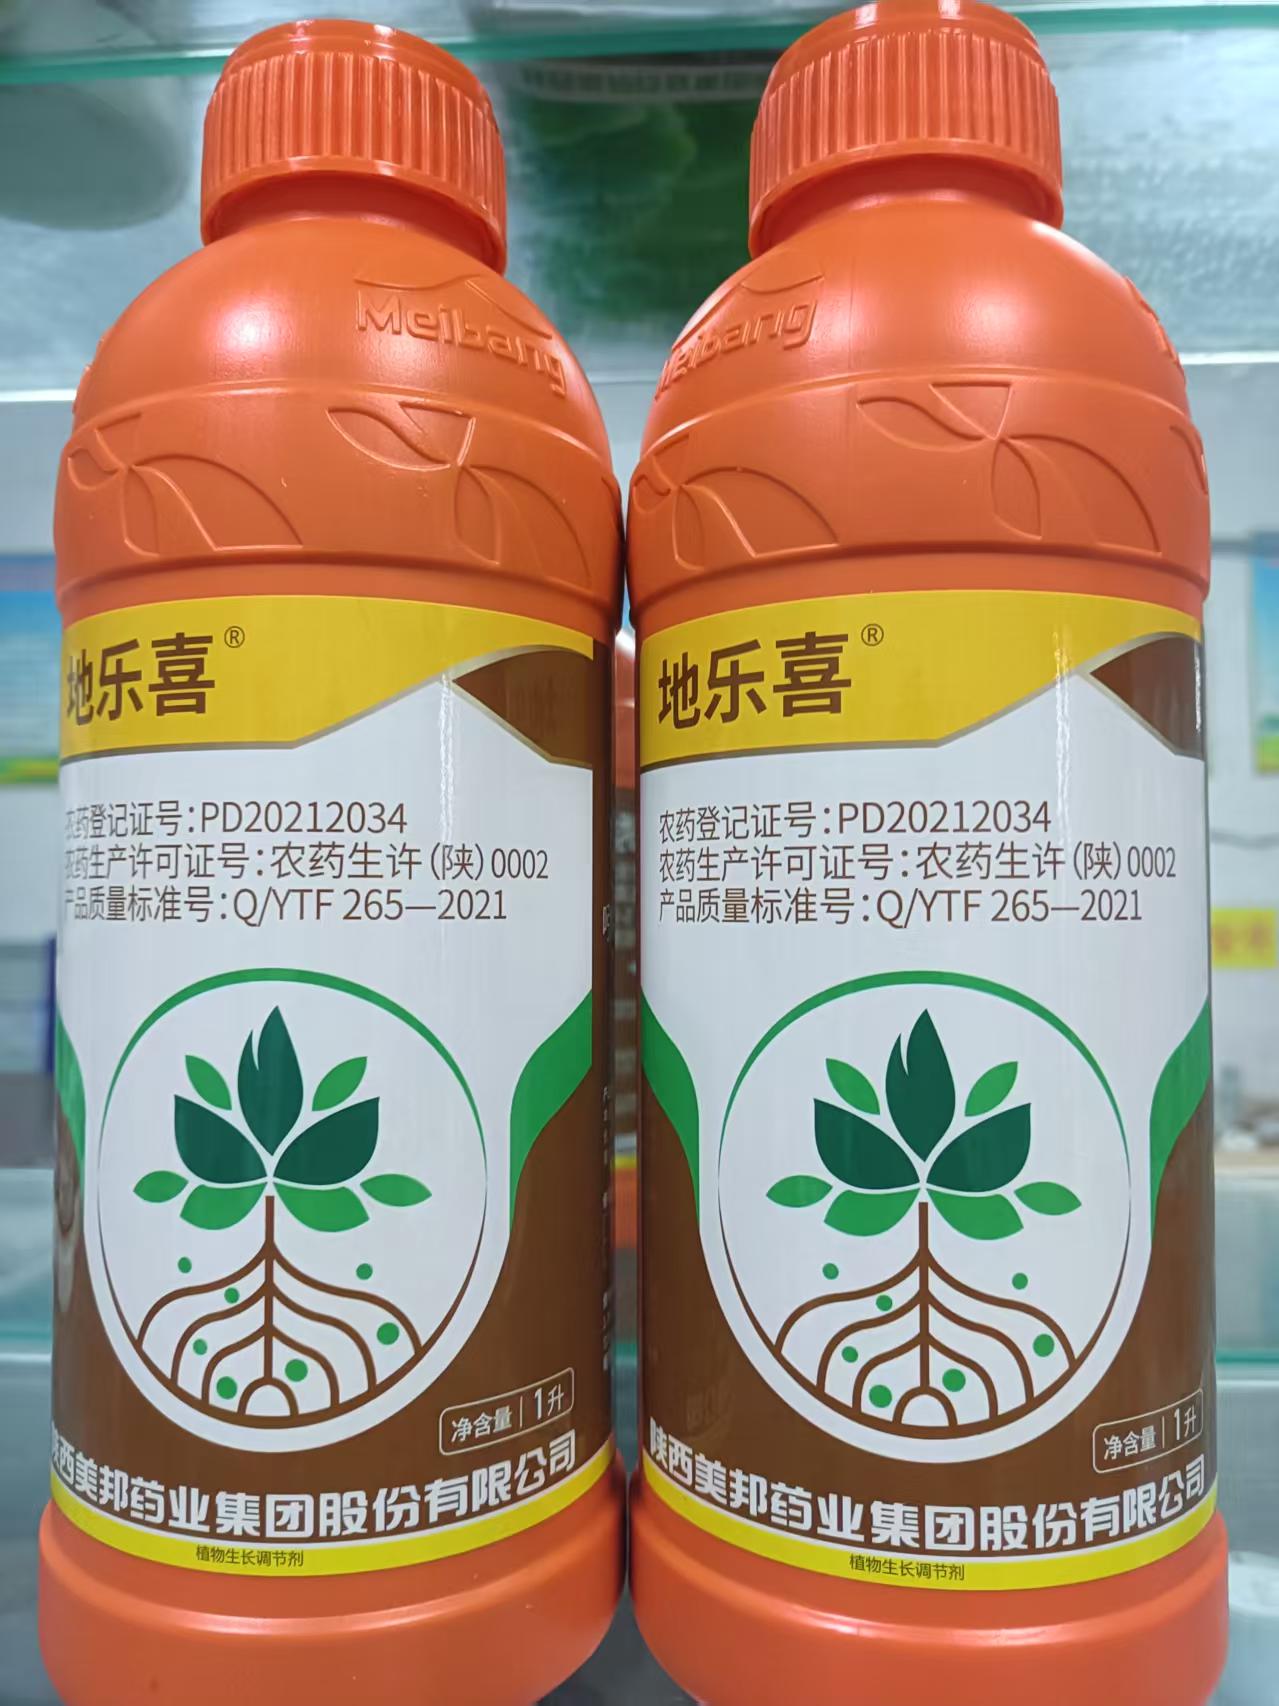 Meibang
地乐喜®
农药登记证号:PD20212034
农药生产许可证号:农药生许(陕)0002
产品质量标准号:Q/YTF 265—2021
净含量|1升
陕西美邦药业集团股份有限公司
植物生长调节剂
Meibang
地乐喜®
农药登记证号:PD20212034
农药生产许可证号:农药生许(陕)0002
产品质量标准号:Q/YTF 265—2021
净含量|1升
陕西美邦药业集团股份有限公司
植物生长调节剂